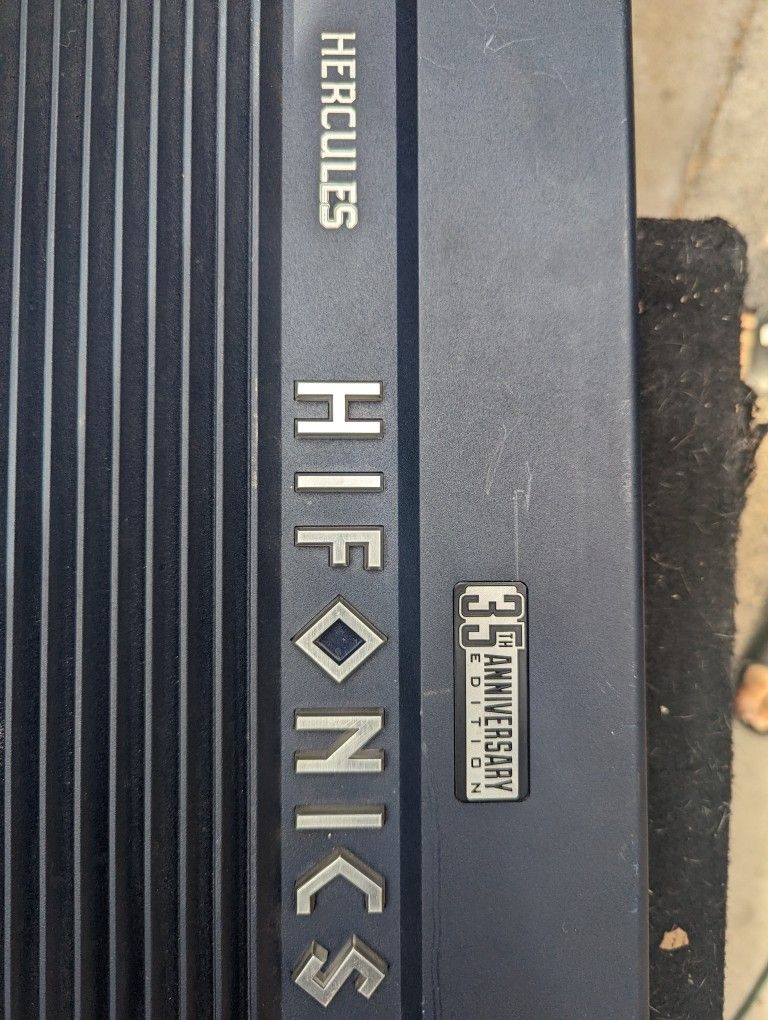 HERCULES
HIFONICS
35TH ANNIVERSARY
EDITION